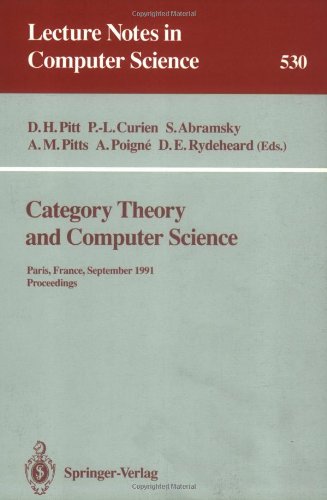 Lecture Notes in
Computer Science
530
D. H. Pitt P.-L. Curien S. Abramsky
A. M. Pitts A. Poigné D. E. Rydeheard (Eds.)
Category Theory
and Computer Science
Paris, France, September 1991
Proceedings
Springer-Verlag